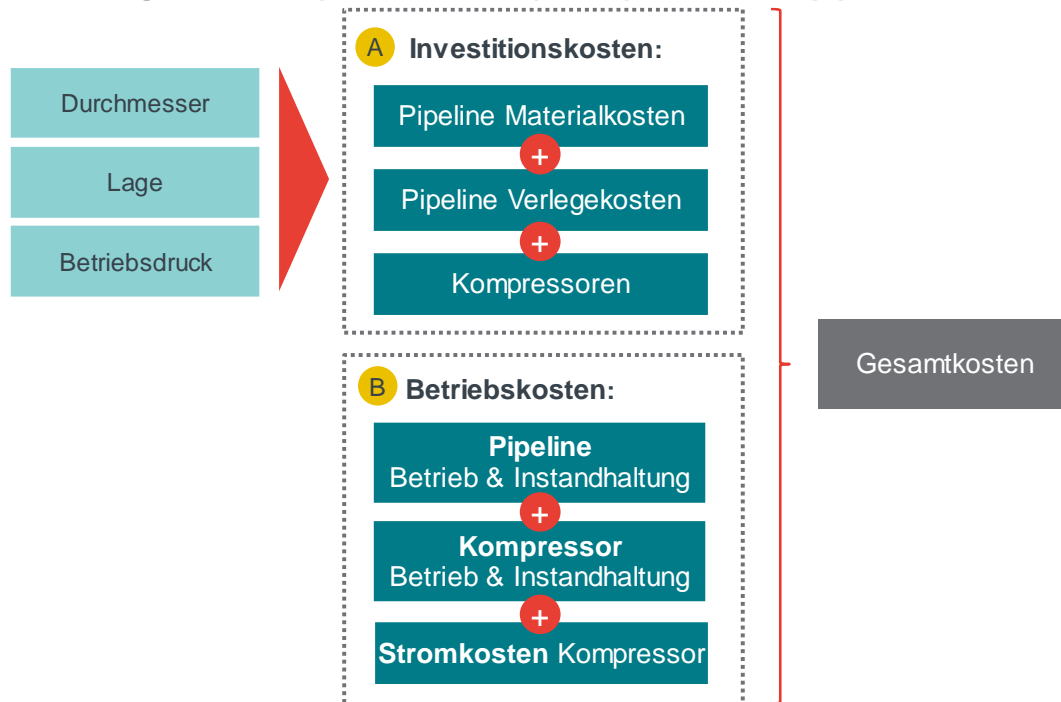 Durchmesser
Lage
Betriebsdruck
A Investitionskosten:
Pipeline Materialkosten
+
Pipeline Verlegekosten
+
Kompressoren
B Betriebskosten:
Pipeline
Betrieb & Instandhaltung
+
Kompressor
Betrieb & Instandhaltung
+
Stromkosten Kompressor
Gesamtkosten